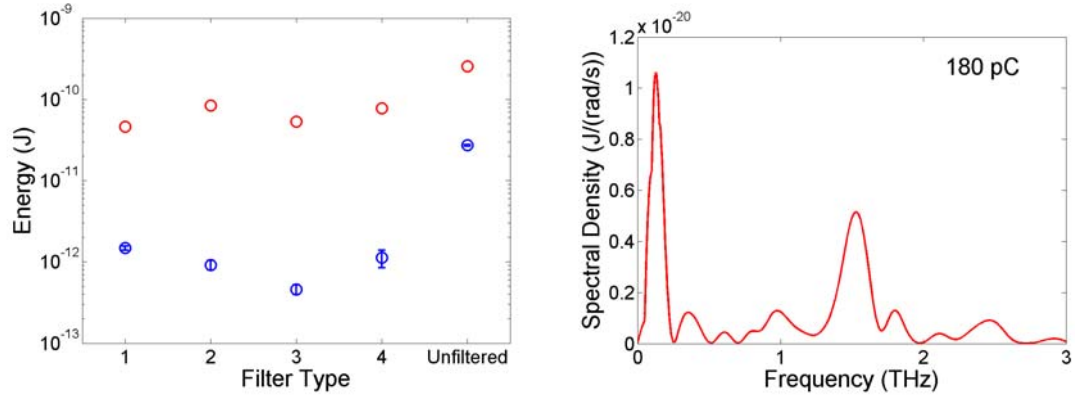 10^-9
10^-10
10^-11
10^-12
10^-13
Energy (J)
1 2 3 4 Unfiltered
Filter Type
x 10^-20
1.2
1
0.8
0.6
0.4
0.2
0
Spectral Density (J/(rad/s))
180 pC
0 1 2 3
Frequency (THz)